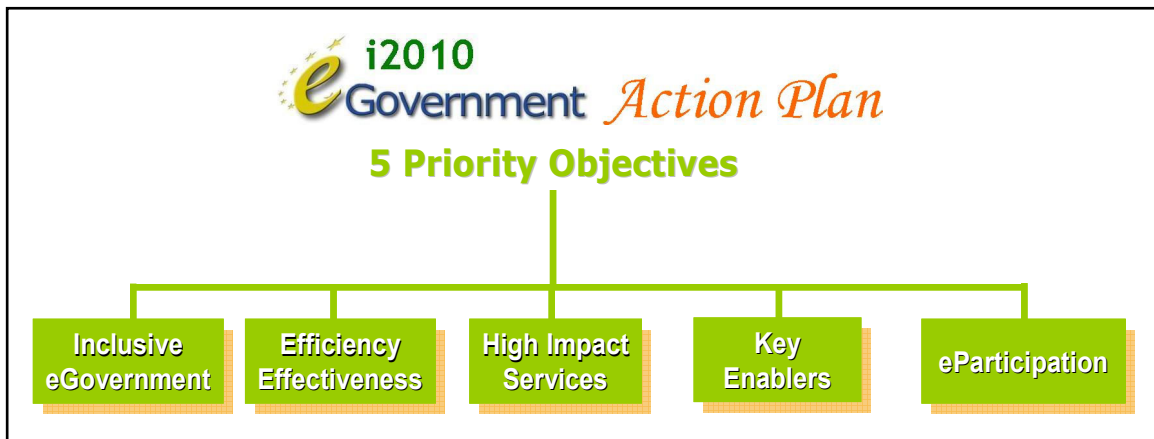 i2010
eGovernment Action Plan
5 Priority Objectives
Inclusive
eGovernment
Efficiency
Effectiveness
High Impact
Services
Key
Enablers
eParticipation